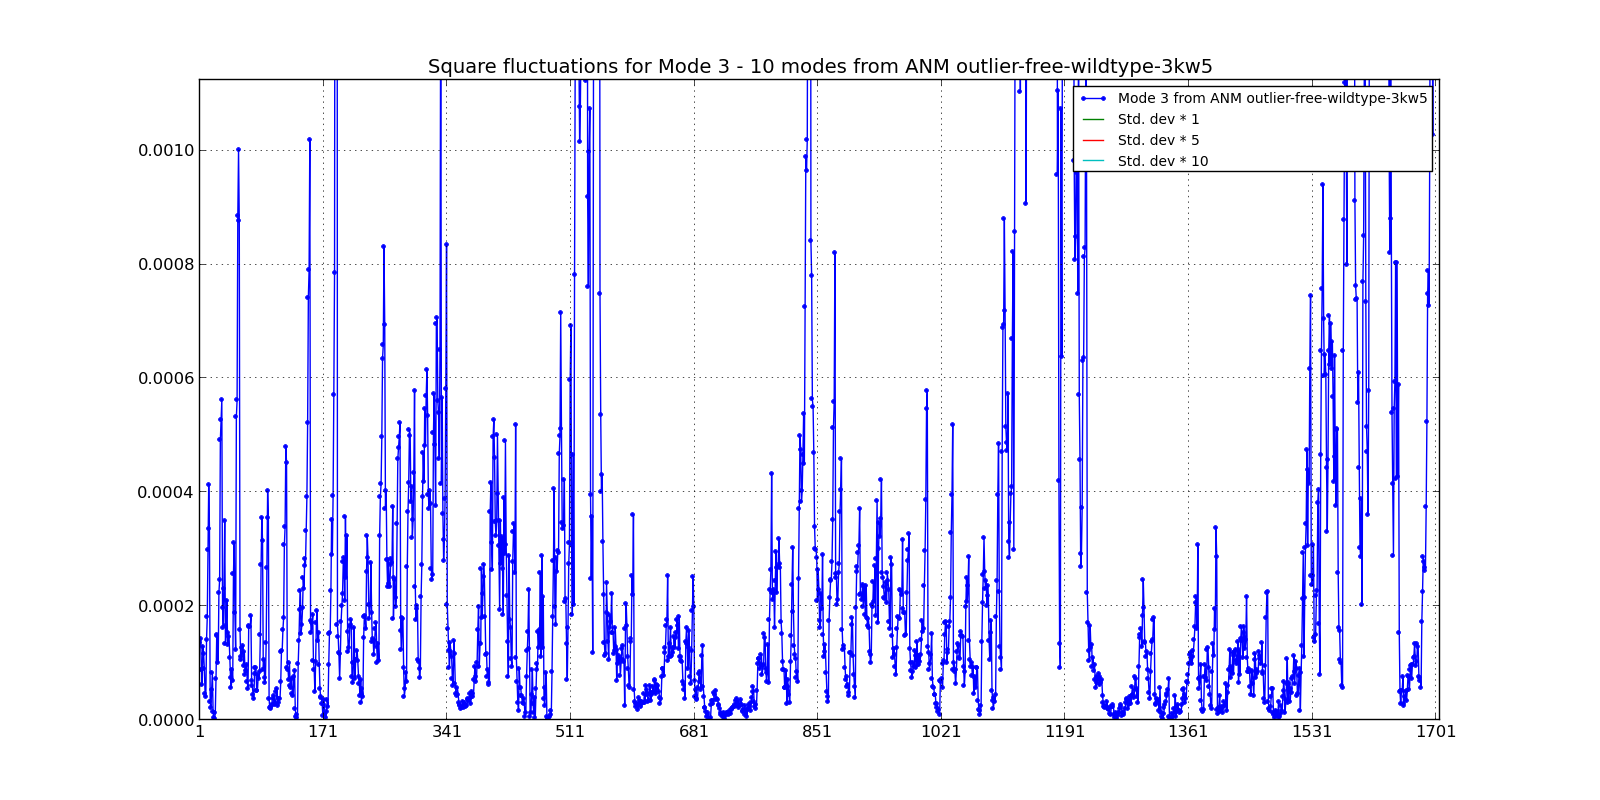 Square fluctuations for Mode 3 - 10 modes from ANM outlier-free-wildtype-3kw5
Mode 3 from ANM outlier-free-wildtype-3kw5
Std. dev * 1
Std. dev * 5
Std. dev * 10
0.0010
0.0008
0.0006
0.0004
0.0002
0.0000
1 171 341 511 681 851 1021 1191 1361 1531 1701